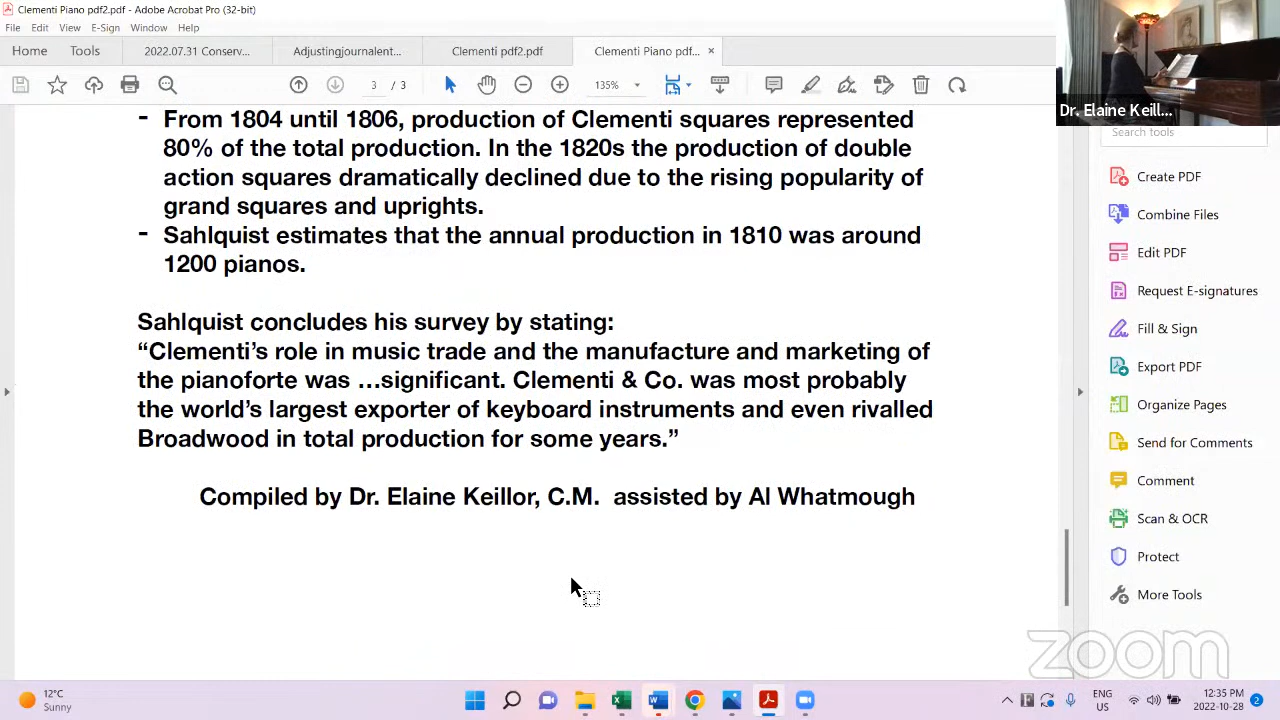 Clementi Piano pdf2.pdf - Adobe Acrobat Pro (32-bit)
File Edit View E-Sign Window Help
Home Tools 2022.07.31 Conserv... Adjustingjournalent... Clementi pdf2.pdf Clementi Piano pdf... ×
3 / 3 135%
Dr. Elaine Keill...
- From 1804 until 1806, production of Clementi squares represented
80% of the total production. In the 1820s the production of double
action squares dramatically declined due to the rising popularity of
grand squares and uprights.
- Sahlquist estimates that the annual production in 1810 was around
1200 pianos.
Sahlquist concludes his survey by stating:
“Clementi’s role in music trade and the manufacture and marketing of
the pianoforte was ...significant. Clementi & Co. was most probably
the world’s largest exporter of keyboard instruments and even rivalled
Broadwood in total production for some years.”
Compiled by Dr. Elaine Keillor, C.M. assisted by Al Whatmough
Search tools
Create PDF
Combine Files
Edit PDF
Request E-signatures
Fill & Sign
Export PDF
Organize Pages
Send for Comments
Comment
Scan & OCR
Protect
More Tools
zoom
12°C
Sunny
ENG
US
12:35 PM
2022-10-28
2